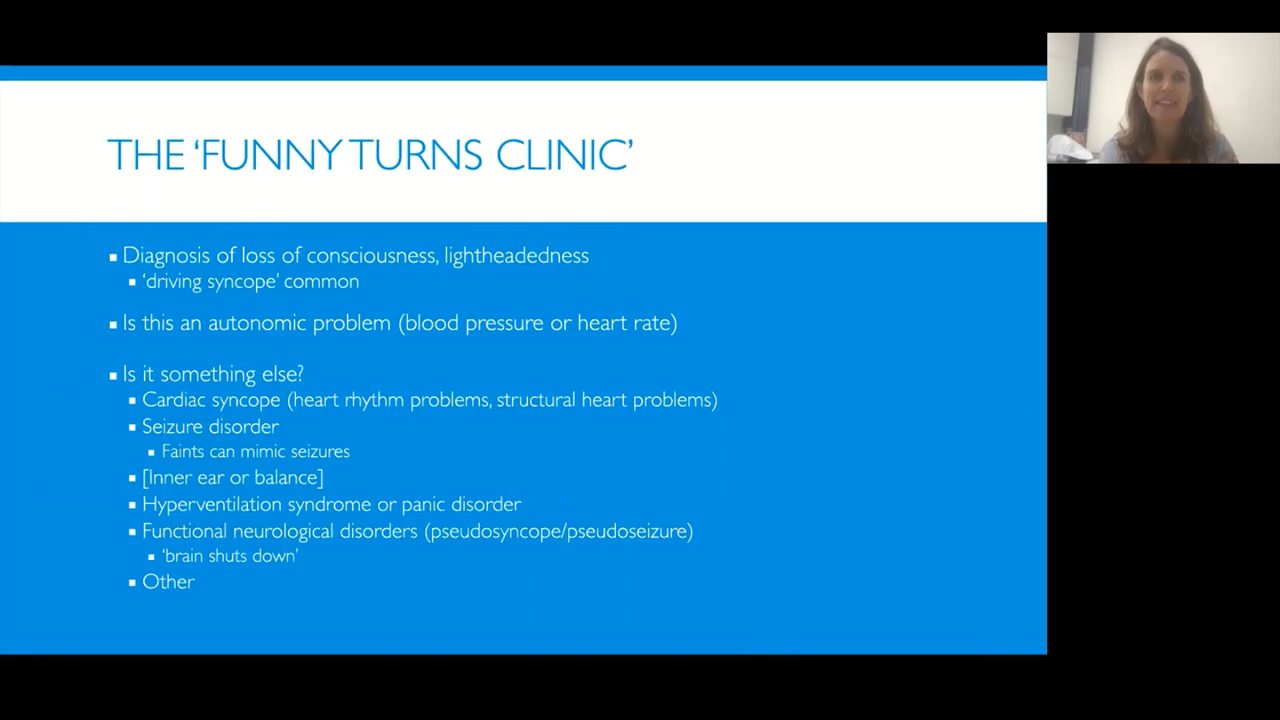 THE ‘FUNNY TURNS CLINIC’
Diagnosis of loss of consciousness, lightheadedness
‘driving syncope’ common
Is this an autonomic problem (blood pressure or heart rate)
Is it something else?
Cardiac syncope (heart rhythm problems, structural heart problems)
Seizure disorder
Faints can mimic seizures
[Inner ear or balance]
Hyperventilation syndrome or panic disorder
Functional neurological disorders (pseudosyncope/pseudoseizure)
‘brain shuts down’
Other